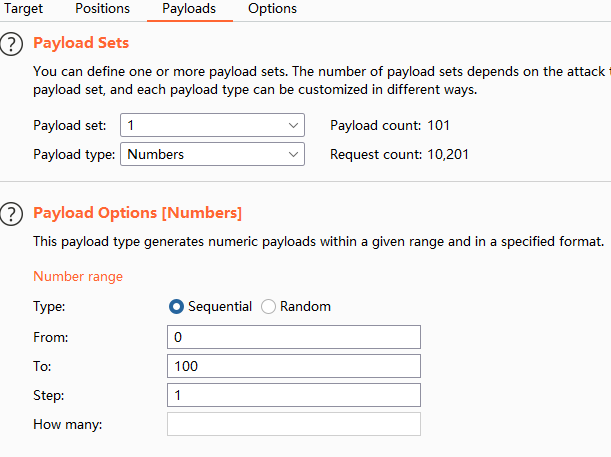 Target Positions Payloads Options
? Payload Sets
You can define one or more payload sets. The number of payload sets depends on the attack
payload set, and each payload type can be customized in different ways.
Payload set: 1 Payload count: 101
Payload type: Numbers Request count: 10,201
? Payload Options [Numbers]
This payload type generates numeric payloads within a given range and in a specified format.
Number range
Type: Sequential Random
From: 0
To: 100
Step: 1
How many: